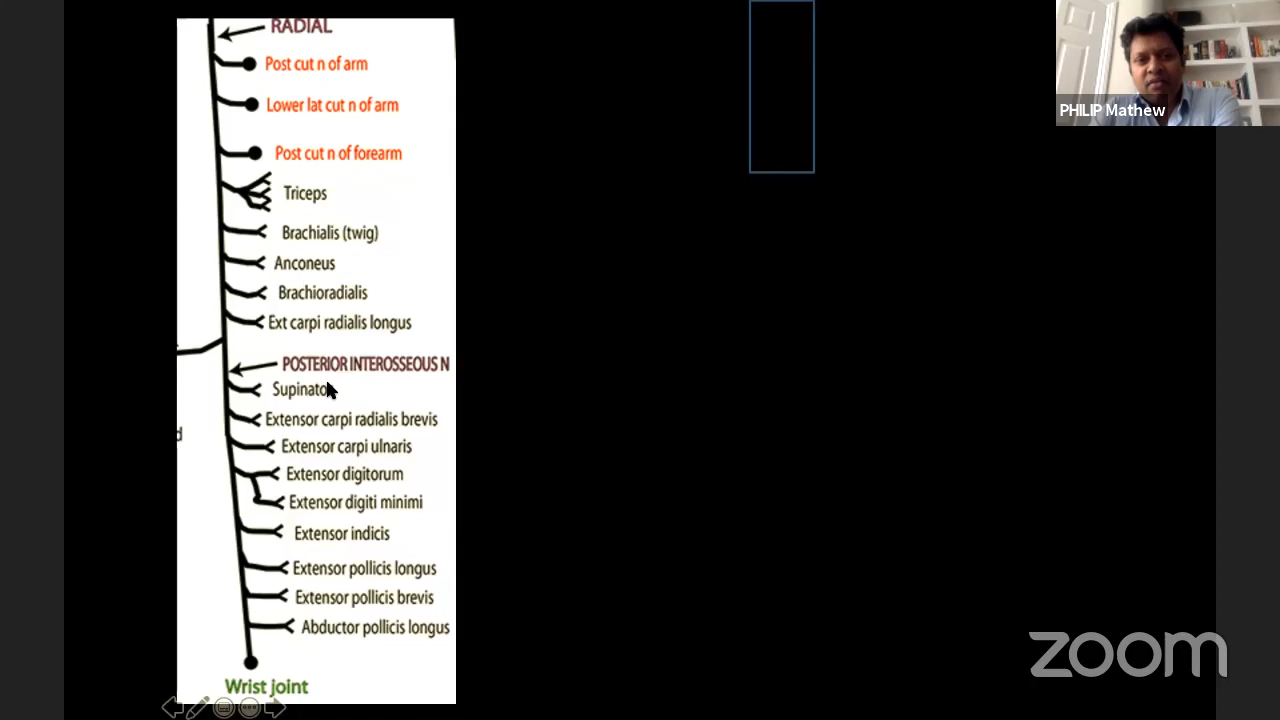 RADIAL
Post cut n of arm
Lower lat cut n of arm
Post cut n of forearm
Triceps
Brachialis (twig)
Anconeus
Brachioradialis
Ext carpi radialis longus
POSTERIOR INTEROSSEOUS N
Supinato
Extensor carpi radialis brevis
Extensor carpi ulnaris
Extensor digitorum
Extensor digiti minimi
Extensor indicis
Extensor pollicis longus
Extensor pollicis brevis
Abductor pollicis longus
Wrist joint
PHILIP Mathew
zoom